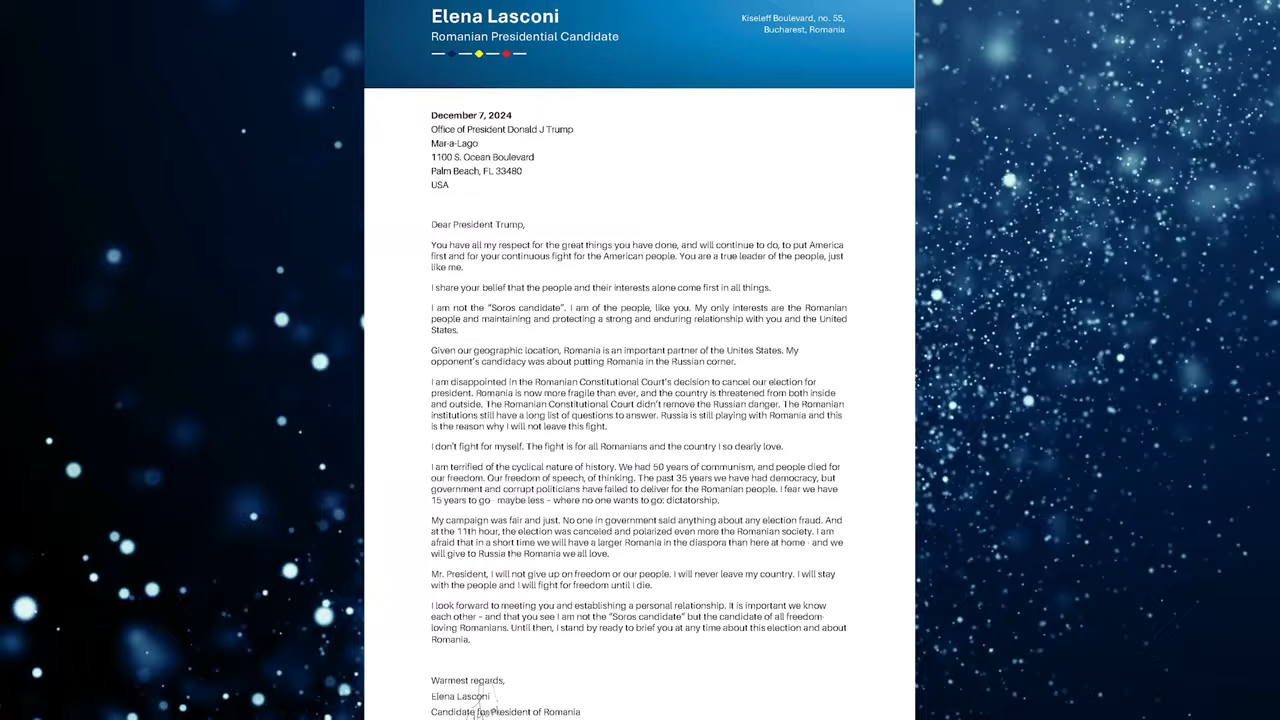 Elena Lasconi
Romanian Presidential Candidate
Kiseleff Boulevard, no. 55,
Bucharest, Romania
December 7, 2024
Office of President Donald J Trump
Mar-a-Lago
1100 S. Ocean Boulevard
Palm Beach, FL 33480
USA
Dear President Trump,
You have all my respect for the great things you have done, and will continue to do, to put America
first and for your continuous fight for the American people. You are a true leader of the people, just
like me.
I share your belief that the people and their interests alone come first in all things.
I am not the “Soros candidate”. I am of the people, like you. My only interests are the Romanian
people and maintaining and protecting a strong and enduring relationship with you and the United
States.
Given our geographic location, Romania is an important partner of the Unites States. My
opponent’s candidacy was about putting Romania in the Russian corner.
I am disappointed in the Romanian Constitutional Court’s decision to cancel our election for
president. Romania is now more fragile than ever, and the country is threatened from both inside
and outside. The Romanian Constitutional Court didn’t remove the Russian danger. The Romanian
institutions still have a long list of questions to answer. Russia is still playing with Romania and this
is the reason why I will not leave this fight.
I don’t fight for myself. The fight is for all Romanians and the country I so dearly love.
I am terrified of the cyclical nature of history. We had 50 years of communism, and people died for
our freedom. Our freedom of speech, of thinking. The past 35 years we have had democracy, but
government and corrupt politicians have failed to deliver for the Romanian people. I fear we have
15 years to go - maybe less – where no one wants to go: dictatorship.
My campaign was fair and just. No one in government said anything about any election fraud. And
at the 11th hour, the election was canceled and polarized even more the Romanian society. I am
afraid that in a short time we will have a larger Romania in the diaspora than here at home - and we
will give to Russia the Romania we all love.
Mr. President, I will not give up on freedom or our people. I will never leave my country. I will stay
with the people and I will fight for freedom until I die.
I look forward to meeting you and establishing a personal relationship. It is important we know
each other – and that you see I am not the “Soros candidate” but the candidate of all freedom-
loving Romanians. Until then, I stand by ready to brief you at any time about this election and about
Romania.
Warmest regards,
Elena Lasconi
Candidate for President of Romania